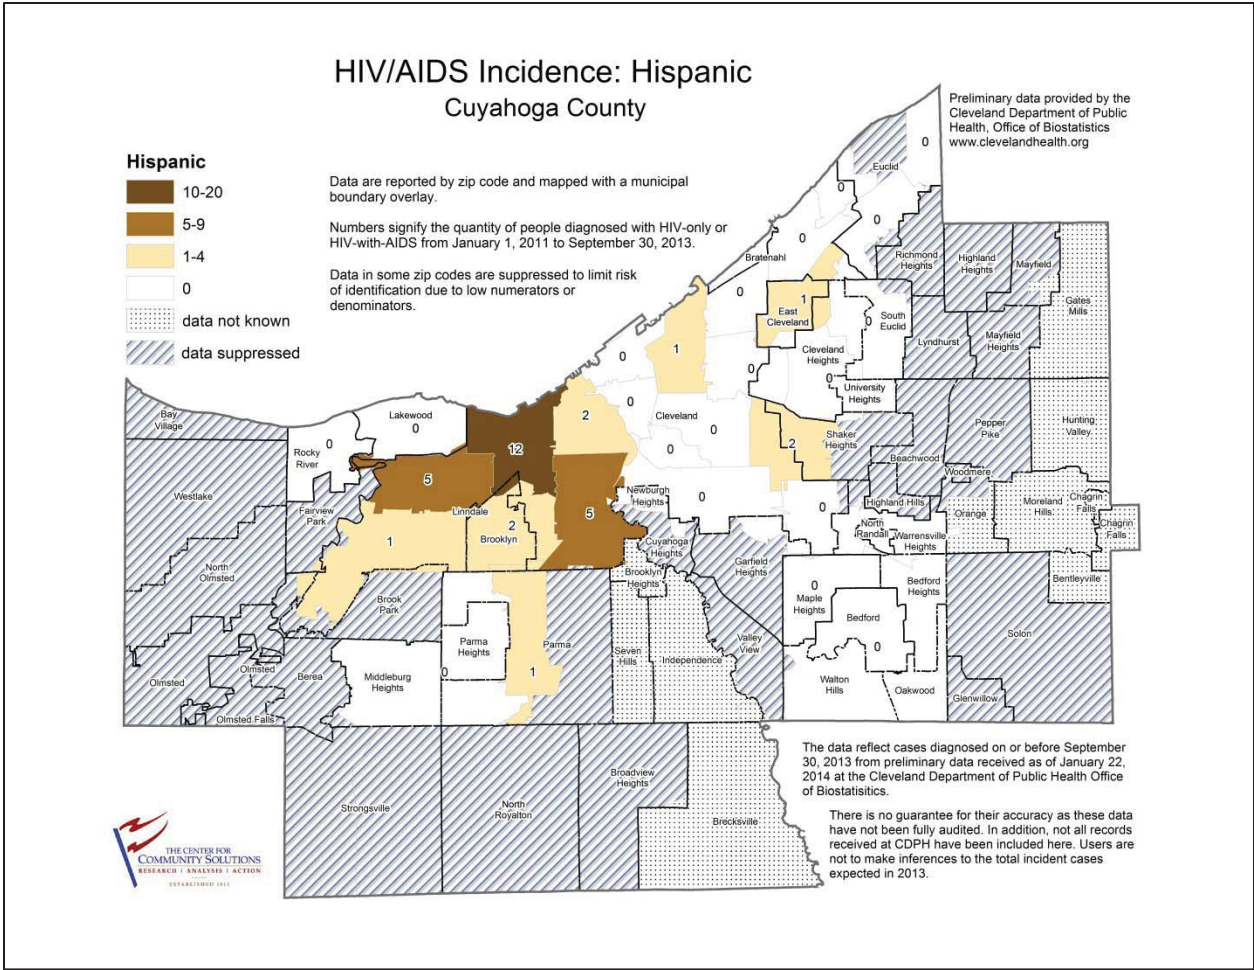 HIV/AIDS Incidence: Hispanic
Cuyahoga County
Preliminary data provided by the
Cleveland Department of Public
Health, Office of Biostatistics
www.clevelandhealth.org
Hispanic
10-20
5-9
1-4
0
data not known
data suppressed
Data are reported by zip code and mapped with a municipal
boundary overlay.
Numbers signify the quantity of people diagnosed with HIV-only or
HIV-with-AIDS from January 1, 2011 to September 30, 2013.
Data in some zip codes are suppressed to limit risk
of identification due to low numerators or
denominators.
0
Euclid
0
0
0
Bratenahl
Richmond
Heights
Highland
Heights
Mayfield
0
1
East
Cleveland
South
Euclid
0
Gates
Mills
Lyndhurst
Mayfield
Heights
0
1
Cleveland
Heights
0
0
University
Heights
Bay
Village
Lakewood
0
0
Cleveland
2
0
12
2
Shaker
Heights
Pepper
Pike
Hunting
Valley
Rocky
River
0
Beachwood
Woodmere
Westlake
5
Fairview
Park
Linndale
5
Newburgh
Heights
0
0
Highland Hills
Orange
Moreland
Hills
Chagrin
Falls
Chagrin
Falls
1
2
Brooklyn
Cuyahoga
Heights
North
Randall
0
Warrensville
Heights
North
Olmsted
Brook
Park
Brooklyn
Heights
Garfield
Heights
0
Maple
Heights
Bedford
Heights
Bentleyville
Bedford
0
Parma
Heights
0
Parma
1
Seven
Hills
Independence
Valley
View
Solon
Olmsted
Olmsted
Berea
Middleburg
Heights
Walton
Hills
Oakwood
Glenwillow
Olmsted Falls
Strongsville
North
Royalton
Broadview
Heights
Brecksville
The data reflect cases diagnosed on or before September
30, 2013 from preliminary data received as of January 22,
2014 at the Cleveland Department of Public Health Office
of Biostatisitics.
There is no guarantee for their accuracy as these data
have not been fully audited. In addition, not all records
received at CDPH have been included here. Users are
not to make inferences to the total incident cases
expected in 2013.
THE CENTER FOR
COMMUNITY SOLUTIONS
RESEARCH | ANALYSIS | ACTION
ESTABLISHED 1913